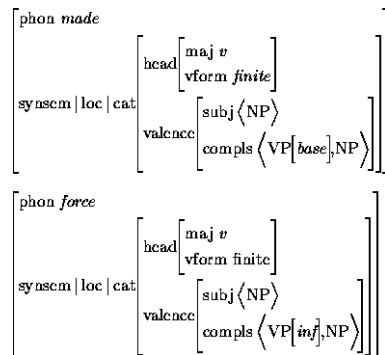 phon made
head maj v
vform finite
synsem | loc | cat
valence subj ⟨NP⟩
compls ⟨VP[base],NP⟩
phon force
head maj v
vform finite
synsem | loc | cat
valence subj ⟨NP⟩
compls ⟨VP[inf],NP⟩